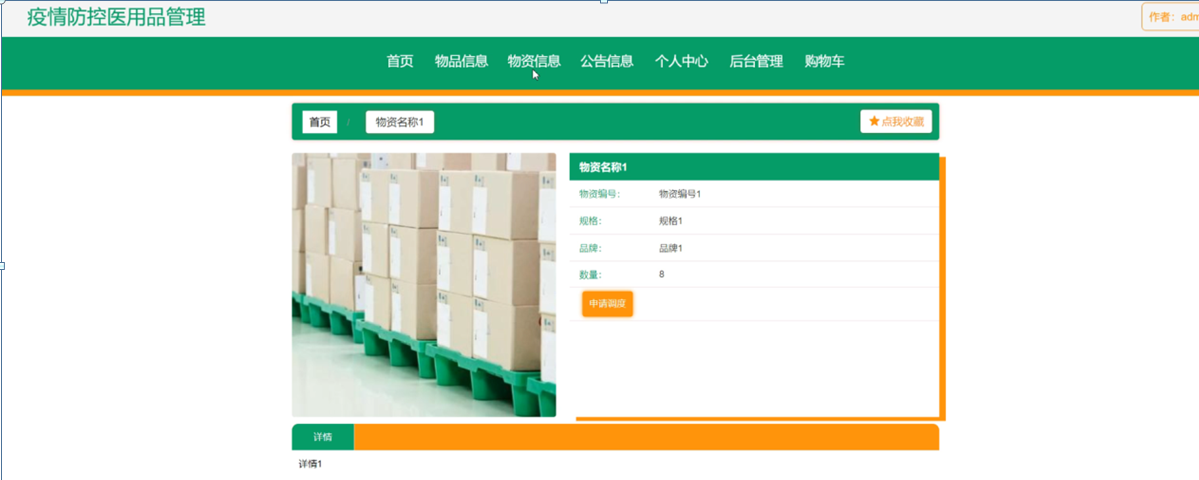 疫情防控医用品管理
作者：adm
首页 物品信息 物资信息 公告信息 个人中心 后台管理 购物车
首页 / 物资名称1
点我收藏
物资名称1
物资编号： 物资编号1
规格： 规格1
品牌： 品牌1
数量： 8
申请调度
详情
详情1